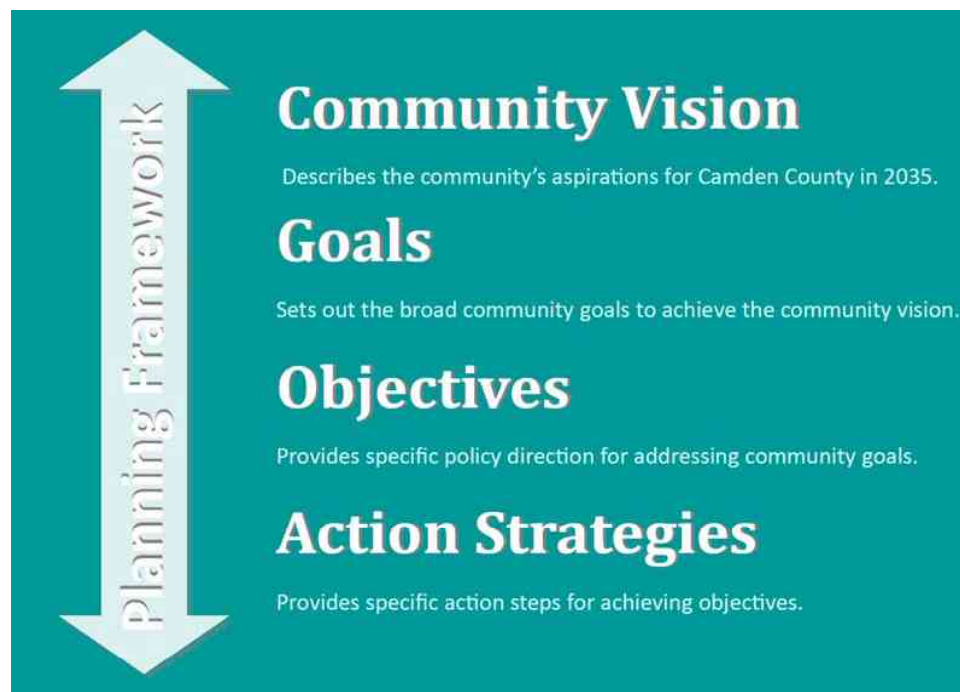 Planning Framework
Community Vision
Describes the community’s aspirations for Camden County in 2035.
Goals
Sets out the broad community goals to achieve the community vision.
Objectives
Provides specific policy direction for addressing community goals.
Action Strategies
Provides specific action steps for achieving objectives.